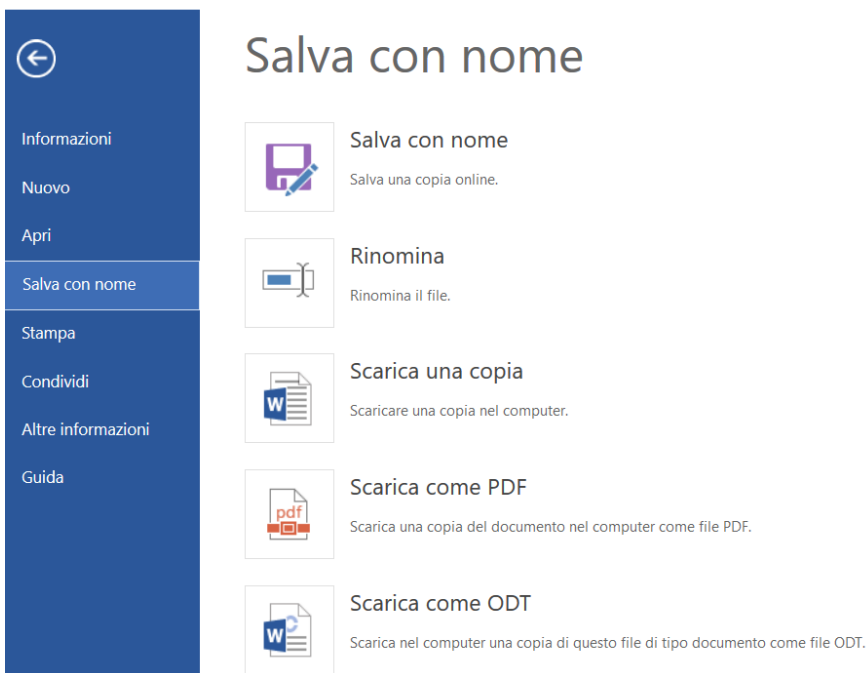 Salva con nome
Informazioni
Nuovo
Apri
Salva con nome
Stampa
Condividi
Altre informazioni
Guida
Salva con nome
Salva una copia online.
Rinomina
Rinomina il file.
Scarica una copia
Scaricare una copia nel computer.
W
Scarica come PDF
Scarica una copia del documento nel computer come file PDF.
pdf
Scarica come ODT
Scarica nel computer una copia di questo file di tipo documento come file ODT.
W